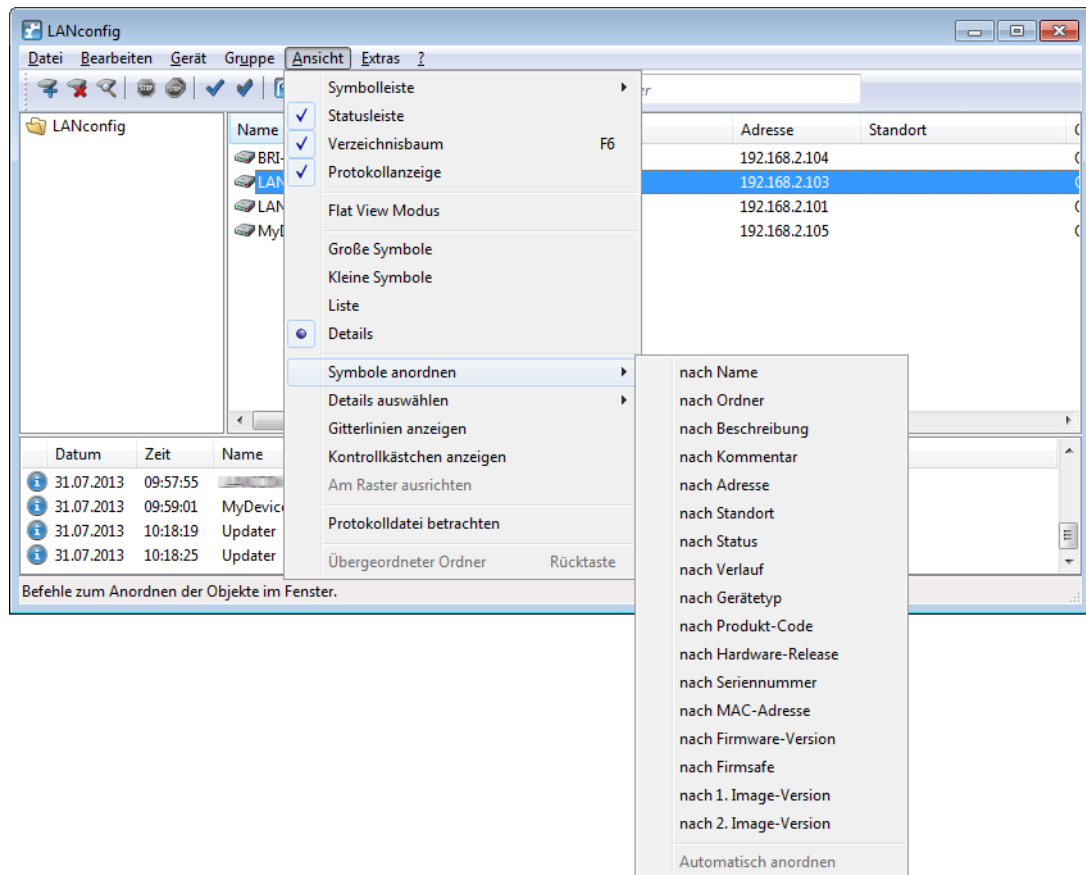 LANconfig
Datei Bearbeiten Gerät Gruppe Ansicht Extras ?
LANconfig
Name Adresse Standort
BRI- 192.168.2.104
LAN 192.168.2.103
LAN 192.168.2.101
MyD 192.168.2.105
Symbolleiste
Statusleiste
Verzeichnisbaum F6
Protokollanzeige
Flat View Modus
Große Symbole
Kleine Symbole
Liste
Details
Symbole anordnen
Details auswählen
Gitterlinien anzeigen
Kontrollkästchen anzeigen
Am Raster ausrichten
Protokolldatei betrachten
Übergeordneter Ordner Rücktaste
nach Name
nach Ordner
nach Beschreibung
nach Kommentar
nach Adresse
nach Standort
nach Status
nach Verlauf
nach Gerätetyp
nach Produkt-Code
nach Hardware-Release
nach Seriennummer
nach MAC-Adresse
nach Firmware-Version
nach Firmsafe
nach 1. Image-Version
nach 2. Image-Version
Automatisch anordnen
Datum Zeit Name
31.07.2013 09:57:55
31.07.2013 09:59:01 MyDevice
31.07.2013 10:18:19 Updater
31.07.2013 10:18:25 Updater
Befehle zum Anordnen der Objekte im Fenster.